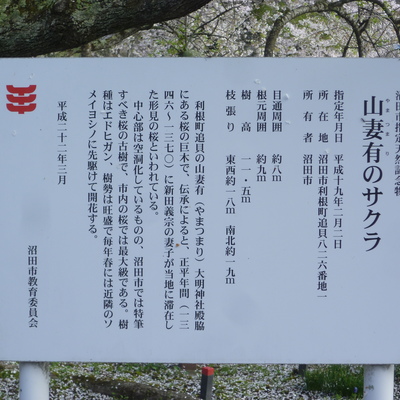 沼田市指定天然記念物
山妻有のサクラ
やまつまり
指定年月日 平成十九年二月二日
所在地 沼田市利根町追貝八二六番地一
所有者 沼田市
目通周囲 約八m
根元周囲 約九m
樹高 一一・五m
枝張り 東西約一八m 南北約一九m
利根町追貝の山妻有（やまつまり）大明神社殿脇
にある桜の巨木で、伝承によると、正平年間（一三
四六～一三七〇）に新田義宗の妻子が当地に滞在し
た形見の桜といわれている。
中心部は空洞化しているものの、沼田市では特筆
すべき桜の古樹で、市内の桜では最大級である。樹
種はエドヒガン、樹勢は旺盛で毎年春には近隣のソ
メイヨシノに先駆けて開花する。
平成二十二年三月
沼田市教育委員会